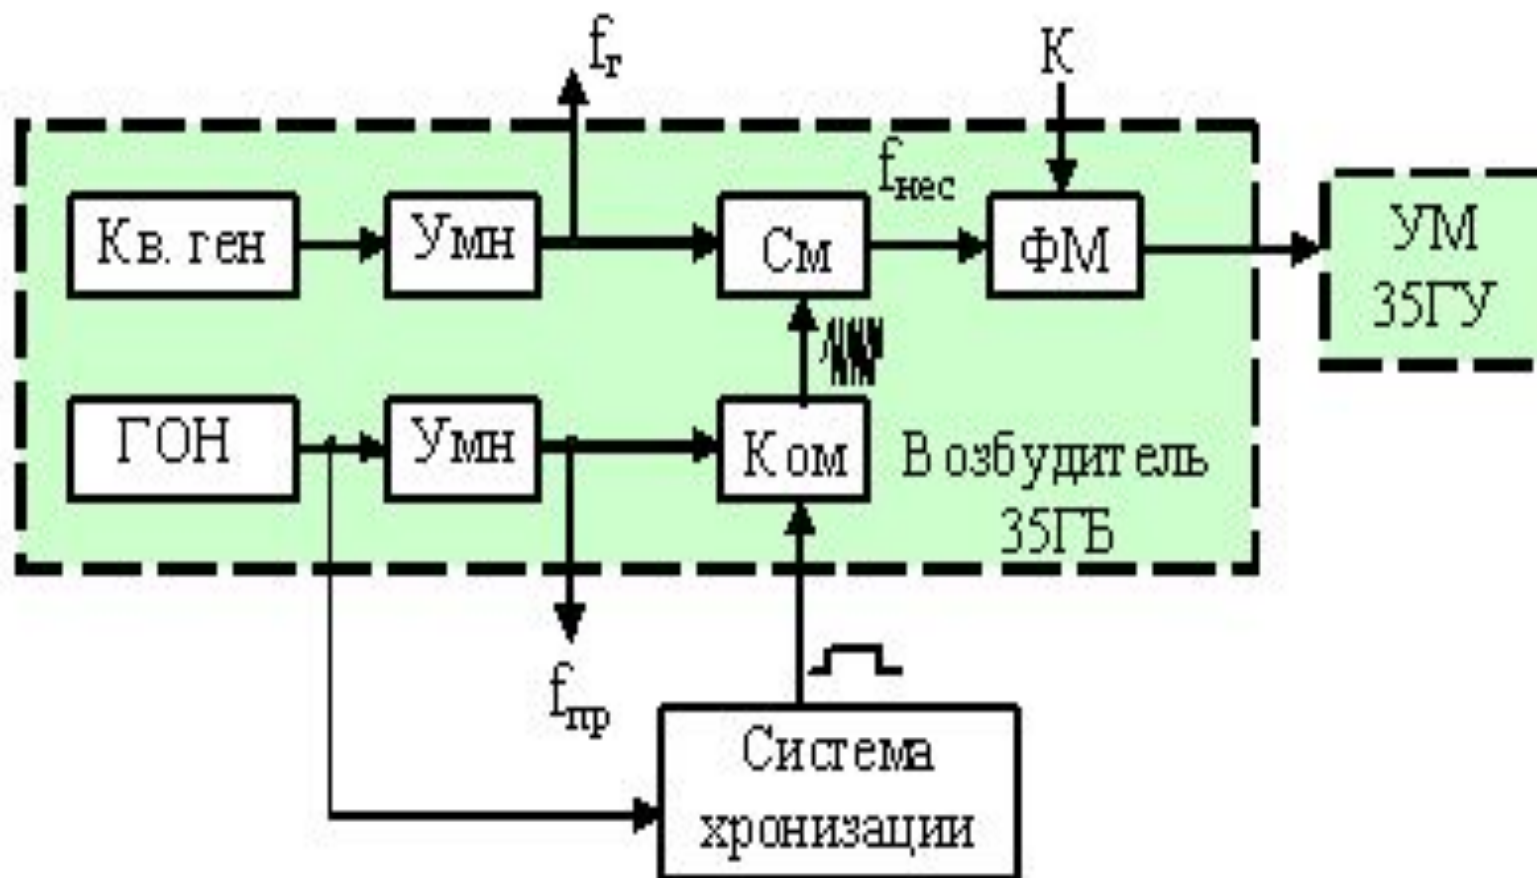 fг
К
fнес
Кв. ген
Умн
См
ФМ
УМ
35ГУ
ГОН
Умн
Ком
Возбудитель
35ГБ
fпр
Система
хронизации